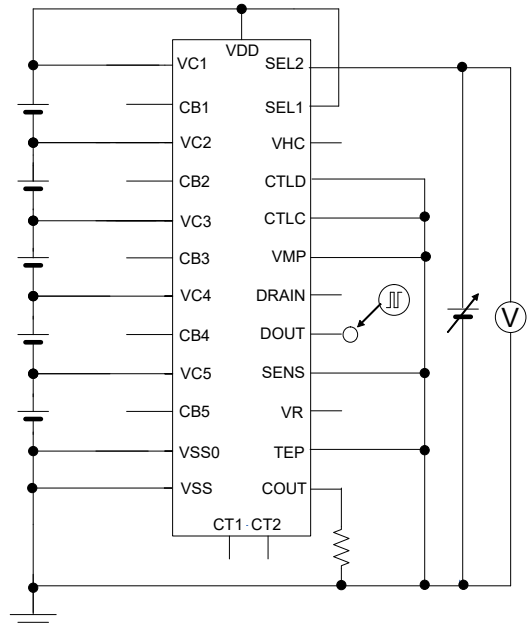 VDD
VC1
SEL2
CB1
SEL1
VC2
VHC
CB2
CTLD
VC3
CTLC
CB3
VMP
VC4
DRAIN
CB4
DOUT
V
VC5
SENS
CB5
VR
VSS0
TEP
VSS
COUT
CT1 CT2